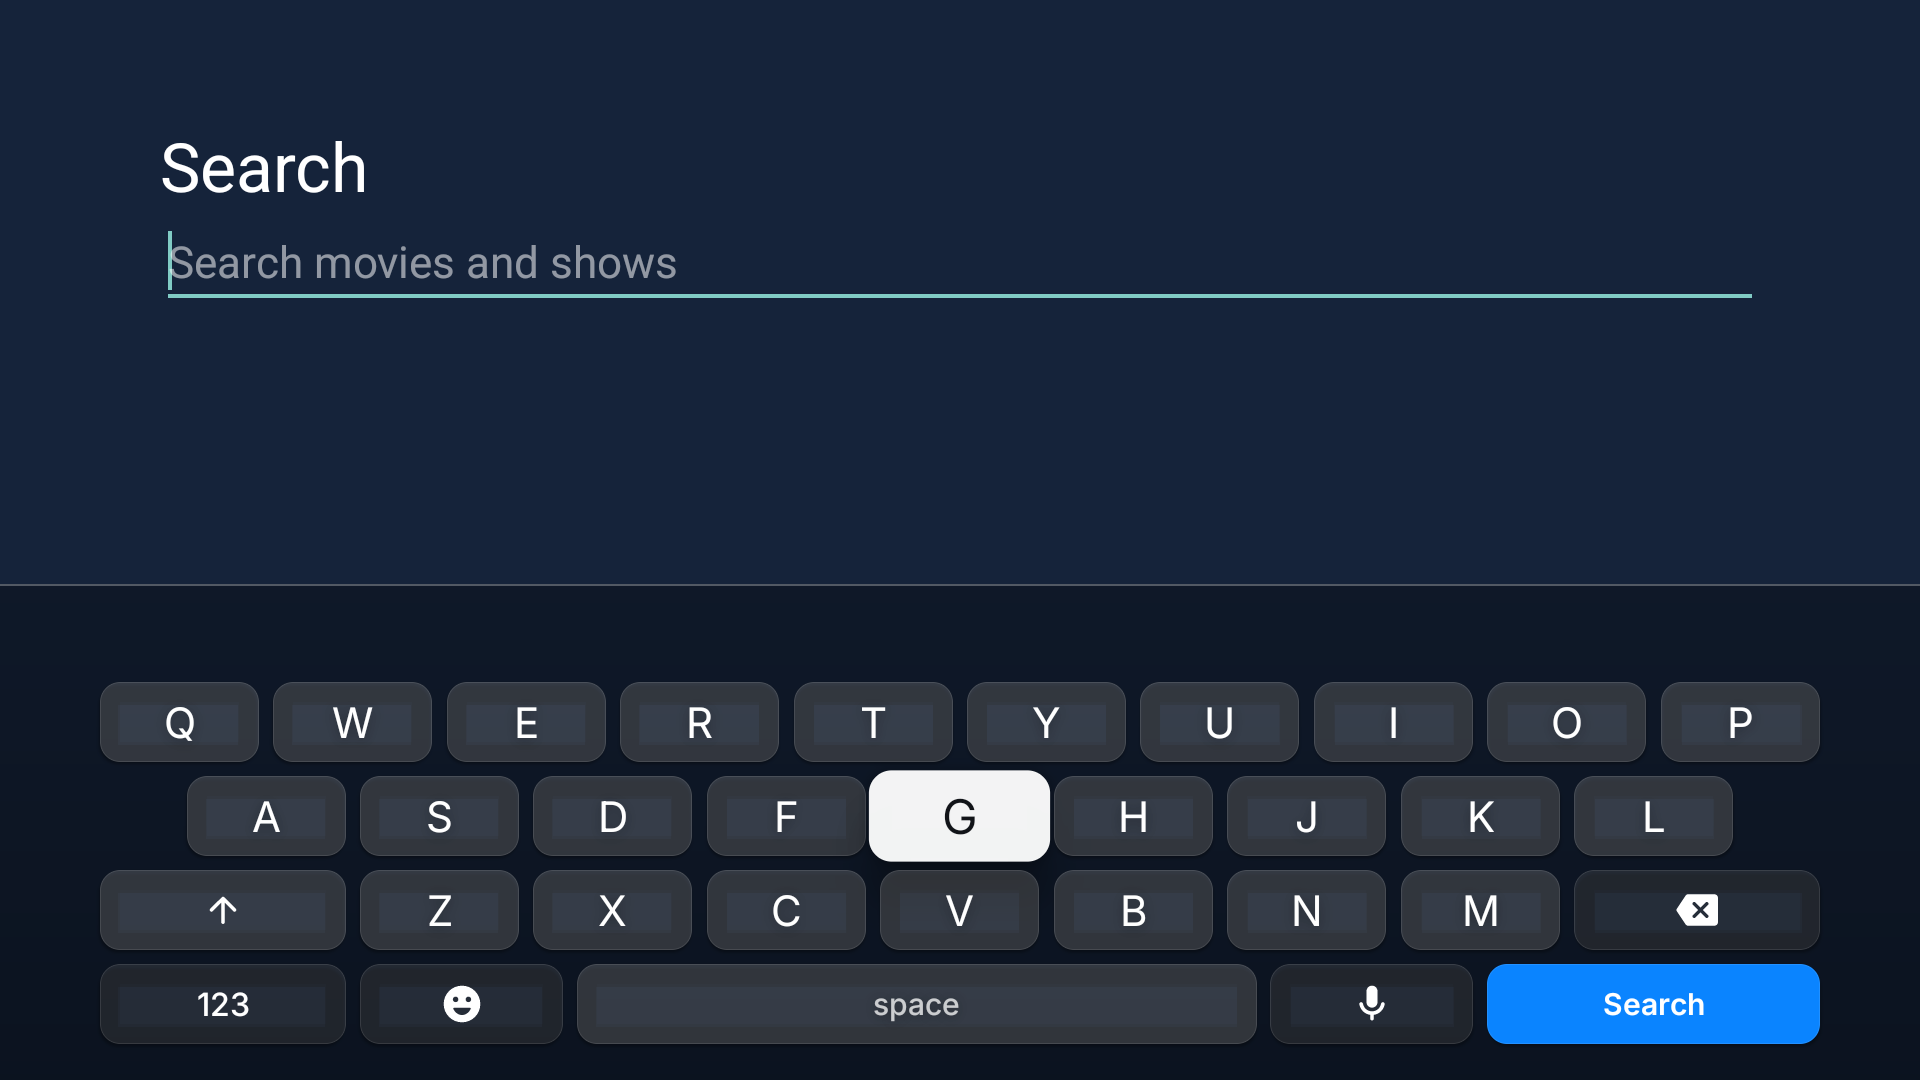 Search
Search movies and shows
Q W E R T Y U I O P
A S D F G H J K L
Z X C V B N M
123 space Search